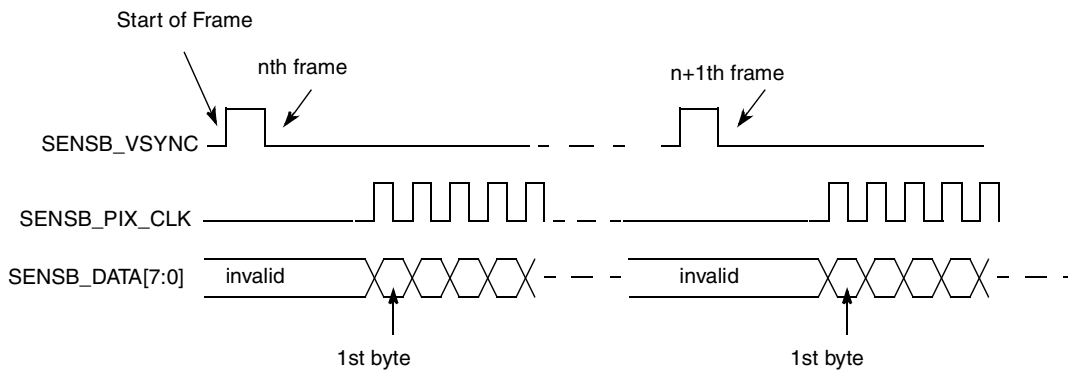 Start of Frame
nth frame
n+1th frame
SENSB_VSYNC
SENSB_PIX_CLK
SENSB_DATA[7:0]
invalid
invalid
1st byte
1st byte